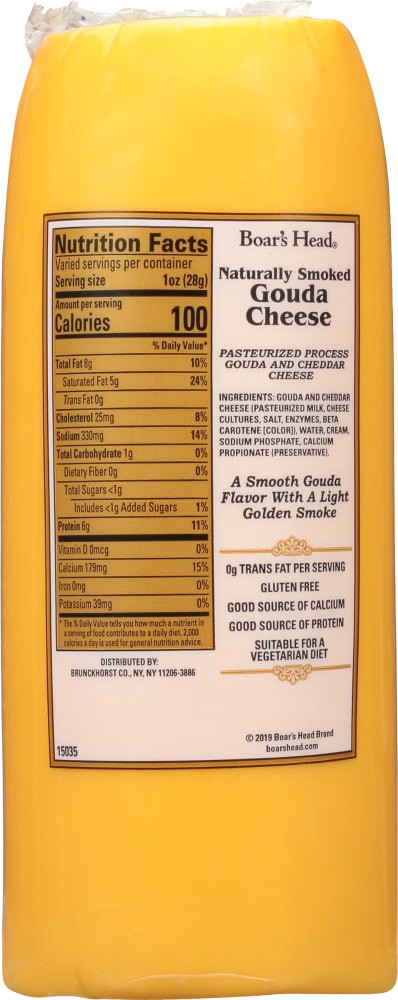 Nutrition Facts
Varied servings per container
Serving size 1oz (28g)
Amount per serving
Calories 100
% Daily Value*
Total Fat 8g 10%
Saturated Fat 5g 24%
Trans Fat 0g
Cholesterol 25mg 8%
Sodium 330mg 14%
Total Carbohydrate 1g 0%
Dietary Fiber 0g 0%
Total Sugars <1g
Includes <1g Added Sugars 1%
Protein 6g 11%
Vitamin D 0mcg 0%
Calcium 179mg 15%
Iron 0mg 0%
Potassium 39mg 0%
* The % Daily Value tells you how much a nutrient in
a serving of food contributes to a daily diet. 2,000
calories a day is used for general nutrition advice.
DISTRIBUTED BY:
BRUNCKHORST CO., NY, NY 11206-3886
15035
Boar's Head®
Naturally Smoked
Gouda
Cheese
PASTEURIZED PROCESS
GOUDA AND CHEDDAR
CHEESE
INGREDIENTS: GOUDA AND CHEDDAR
CHEESE (PASTEURIZED MILK, CHEESE
CULTURES, SALT, ENZYMES, BETA
CAROTENE [COLOR]), WATER, CREAM,
SODIUM PHOSPHATE, CALCIUM
PROPIONATE (PRESERVATIVE).
A Smooth Gouda
Flavor With A Light
Golden Smoke
0g TRANS FAT PER SERVING
GLUTEN FREE
GOOD SOURCE OF CALCIUM
GOOD SOURCE OF PROTEIN
SUITABLE FOR A
VEGETARIAN DIET
© 2019 Boar's Head Brand
boarshead.com